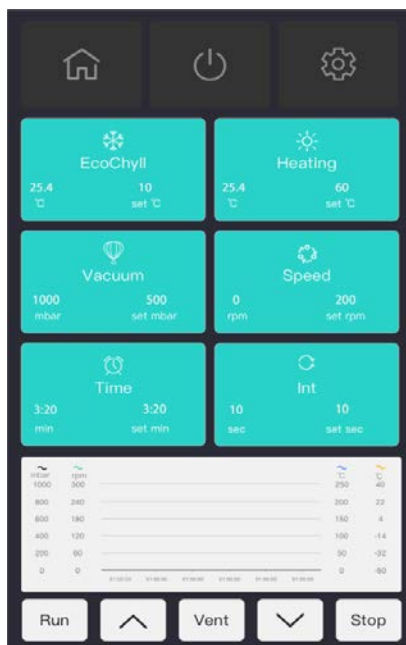 EcoChyll Heating
25.4 10 25.4 60
℃ set ℃ ℃ set ℃
Vacuum Speed
1000 500 0 200
mbar set mbar rpm set rpm
Time Int
3:20 3:20 10 10
min set min sec set sec
mbar rpm ℃ ℃
1000 300 250 40
800 240 200 22
600 180 150 4
400 120 100 -14
200 60 50 -32
0 0 0 -50
Run Vent Stop